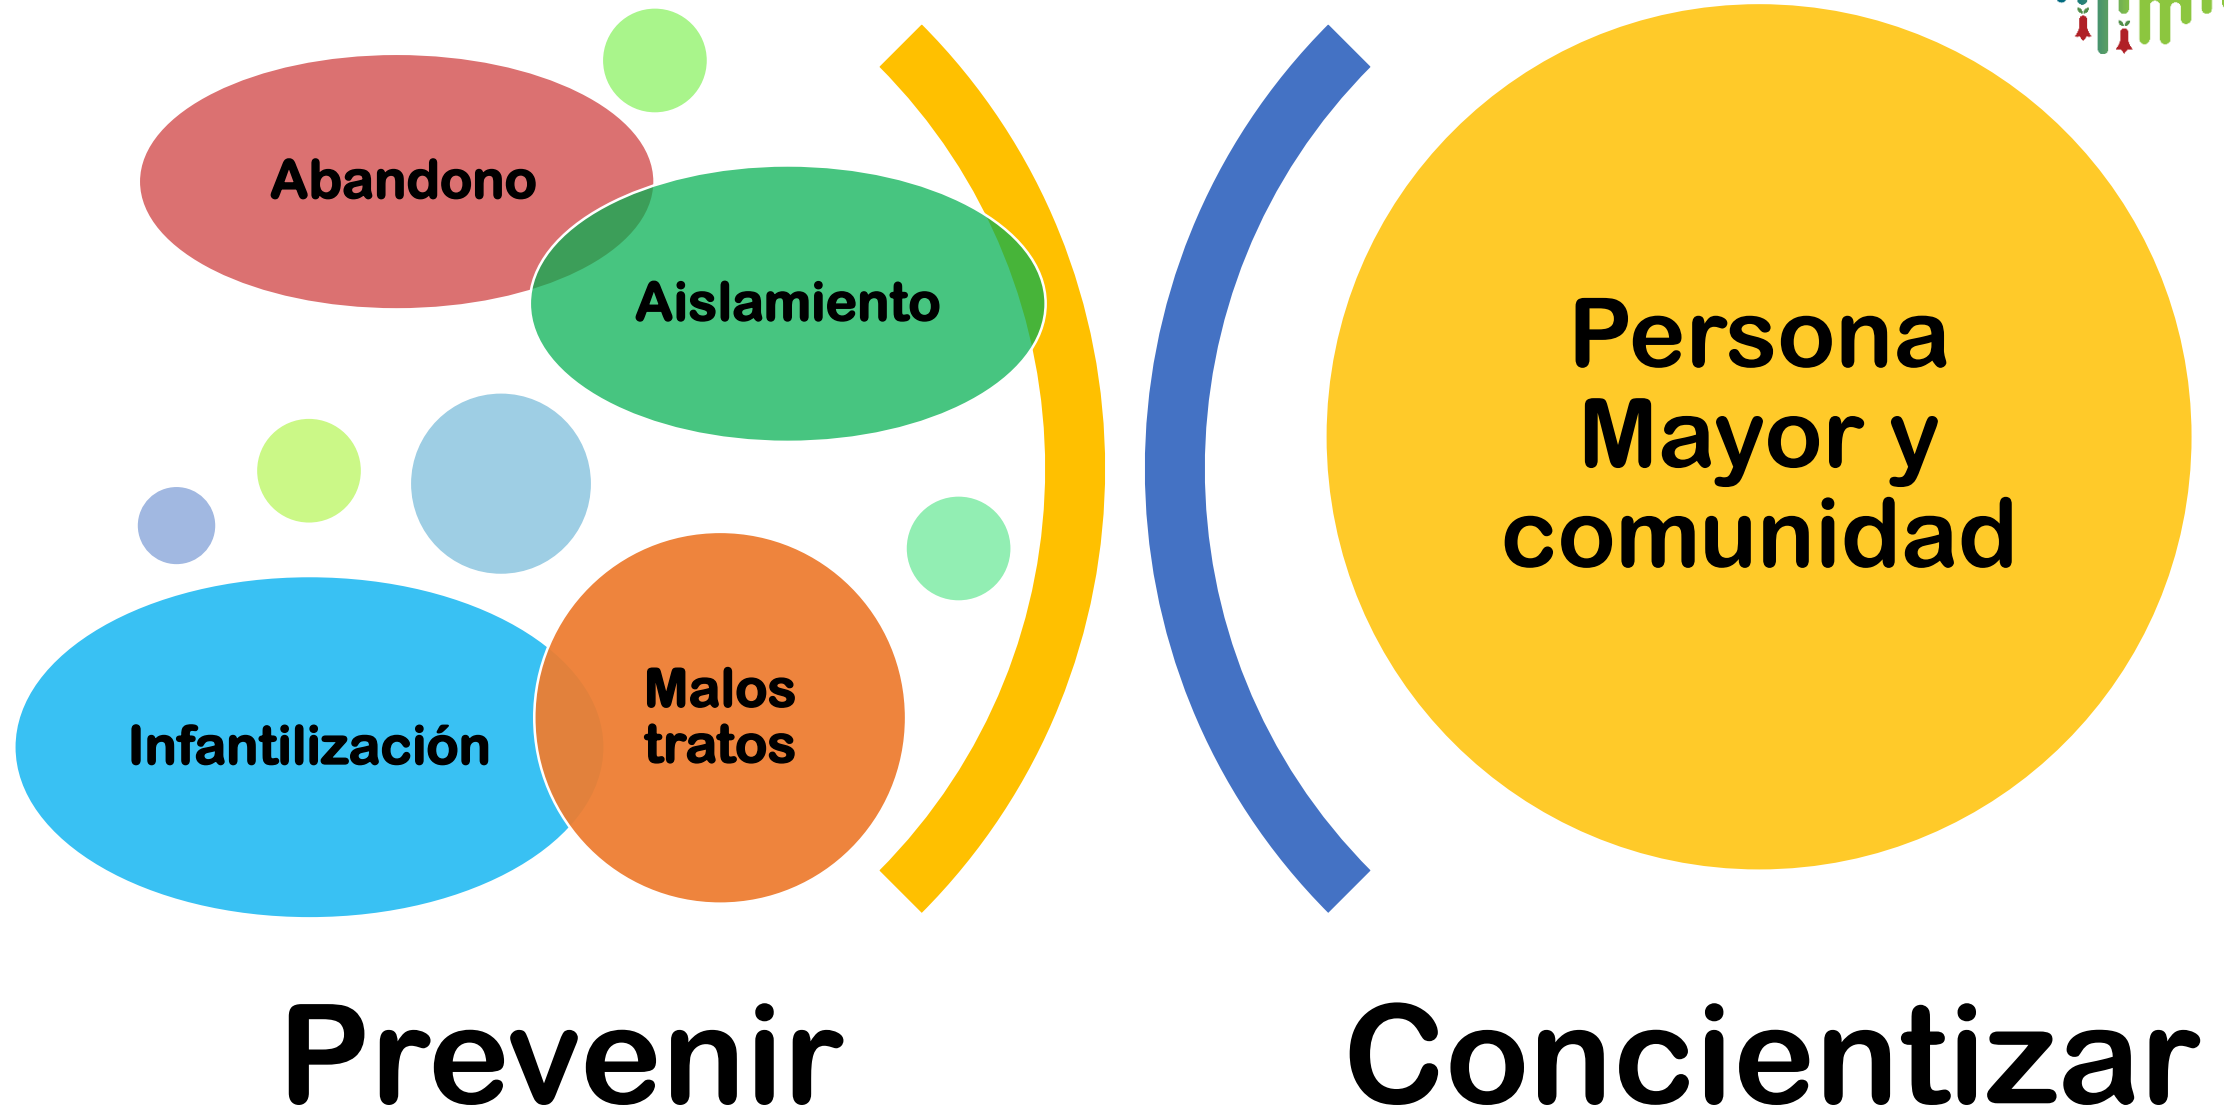 Abandono
Aislamiento
Infantilización
Malos
tratos
Prevenir
Persona
Mayor y
comunidad
Concientizar